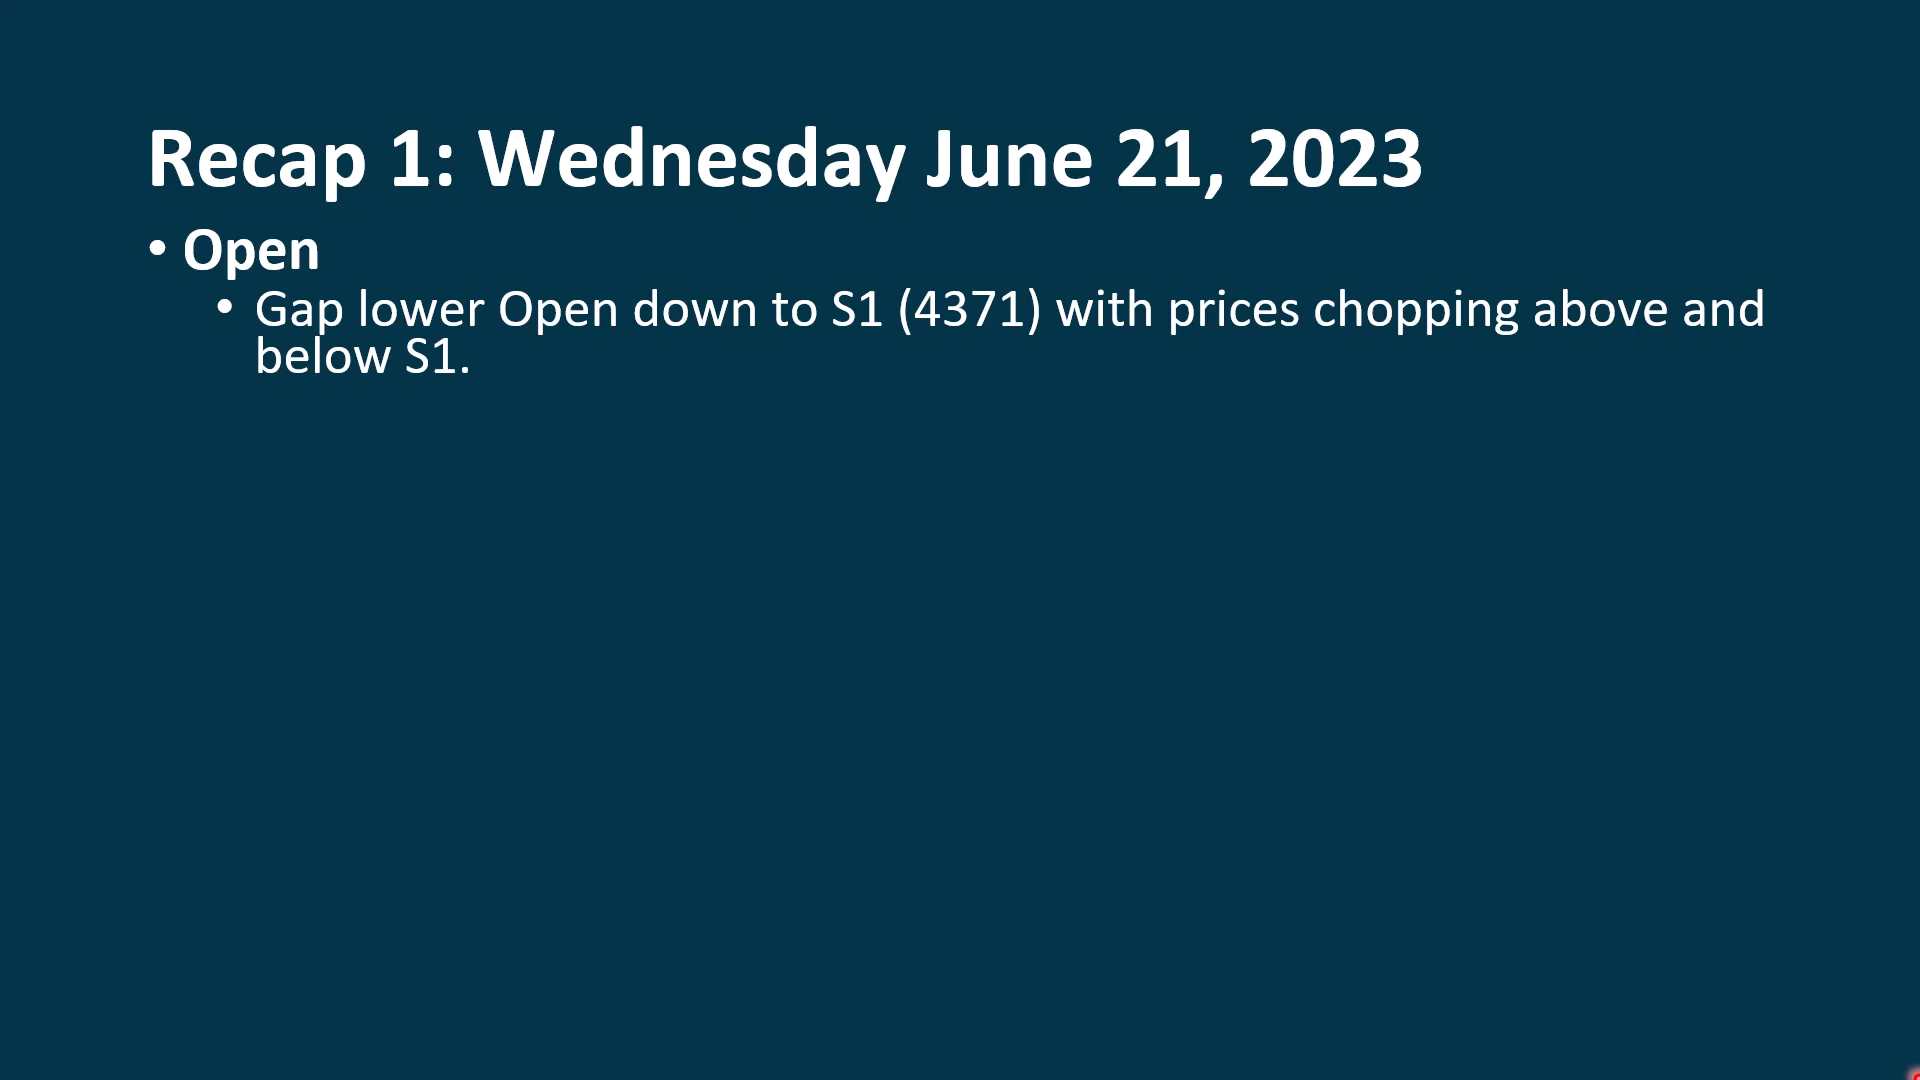 Recap 1: Wednesday June 21, 2023
• Open
• Gap lower Open down to S1 (4371) with prices chopping above and
below S1.